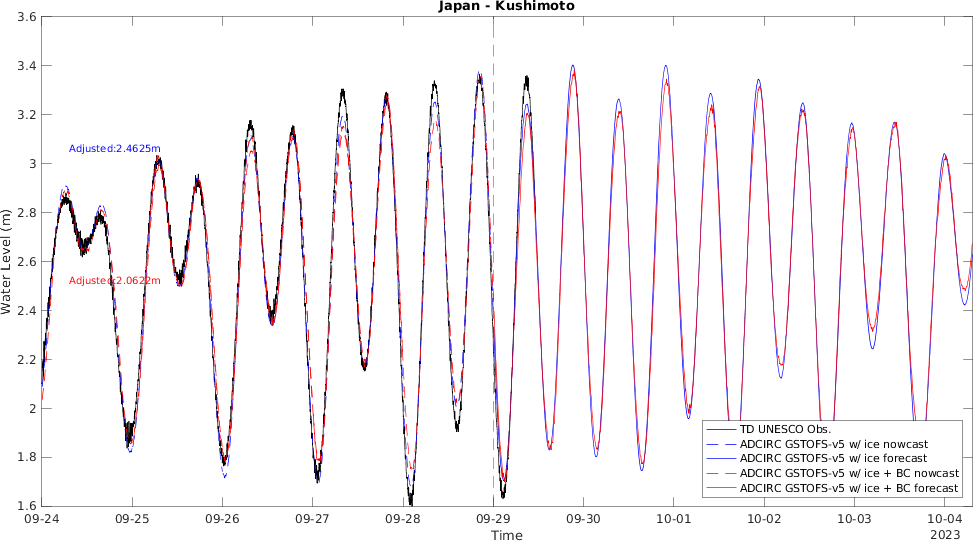 Japan - Kushimoto
3.6
3.4
3.2
3
2.8
2.6
2.4
2.2
2
1.8
1.6
Water Level (m)
Adjusted:2.4625m
Adjusted:2.0622m
TD UNESCO Obs.
ADCIRC GSTOFS-v5 w/ ice nowcast
ADCIRC GSTOFS-v5 w/ ice forecast
ADCIRC GSTOFS-v5 w/ ice + BC nowcast
ADCIRC GSTOFS-v5 w/ ice + BC forecast
09-24 09-25 09-26 09-27 09-28 09-29 09-30 10-01 10-02 10-03 10-04
Time
2023